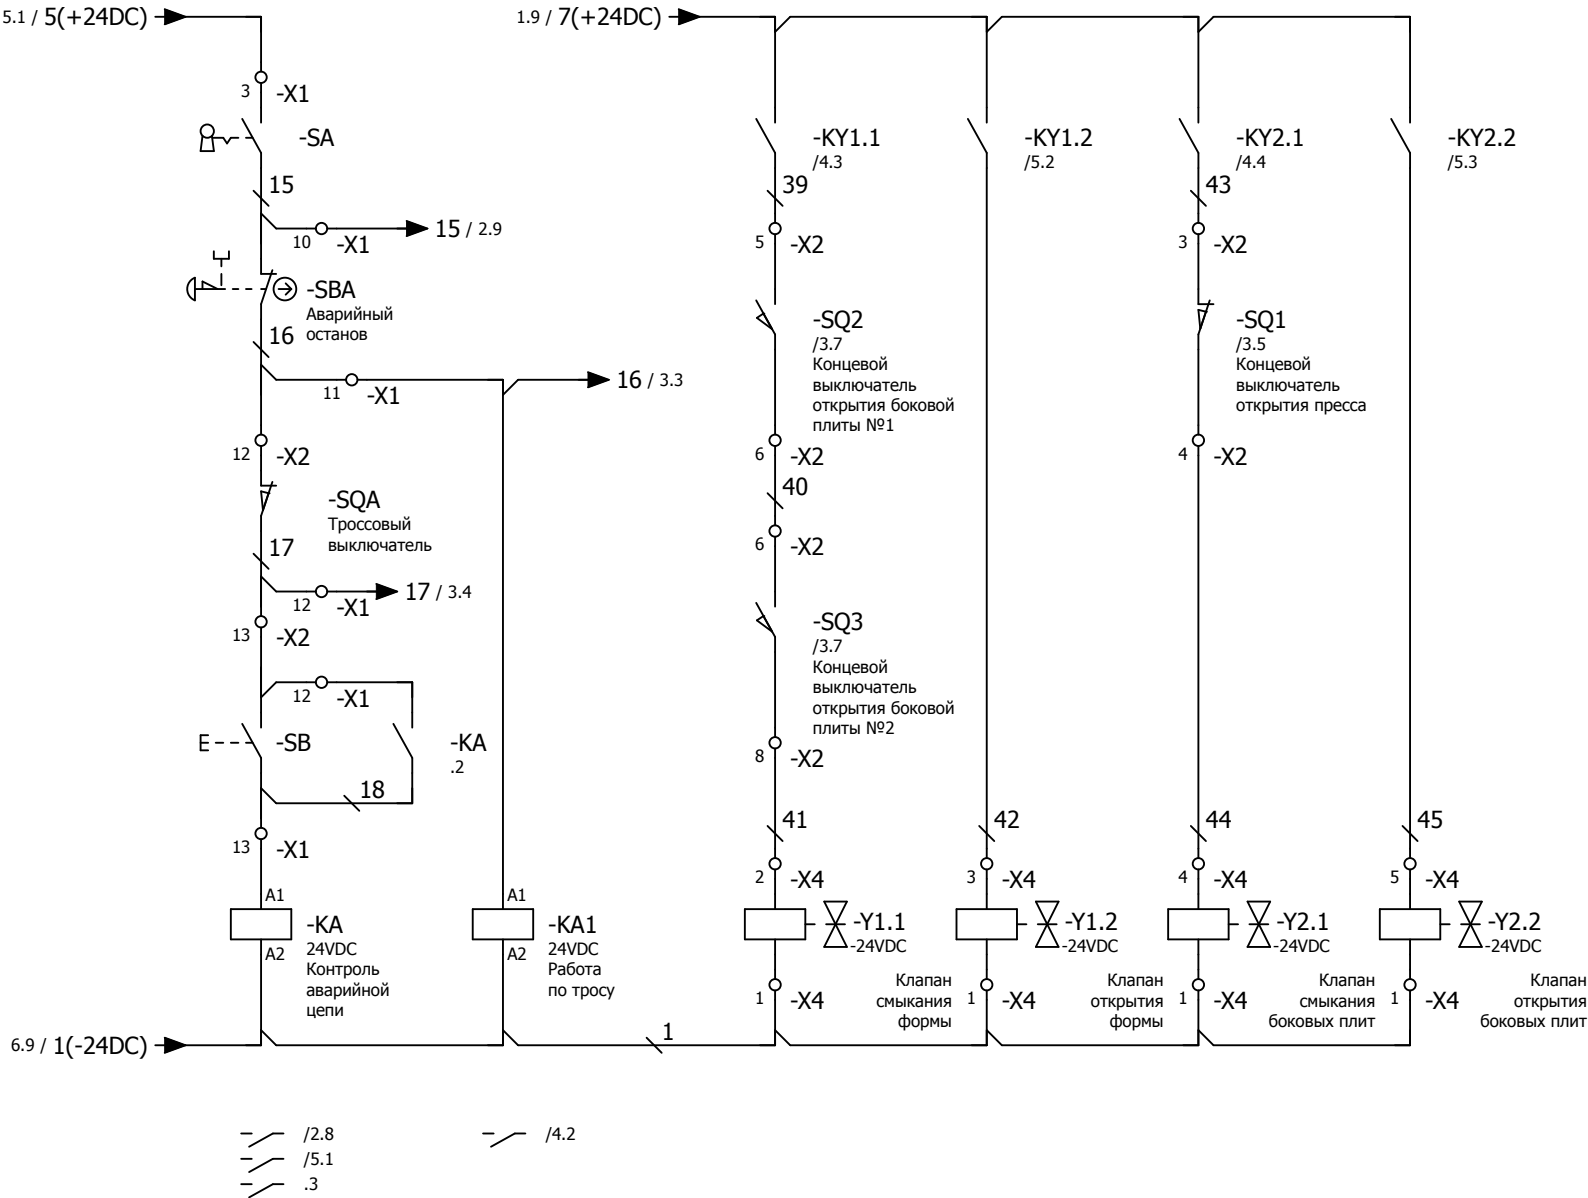 5.1 / 5(+24DC)
1.9 / 7(+24DC)
3 -X1
-SA
15
10 -X1
15 / 2.9
-SBA
Аварийный
останов
16
11 -X1
16 / 3.3
12 -X2
-SQA
Троссовый
выключатель
17
12 -X1
17 / 3.4
13 -X2
12 -X1
E
-SB
-KA
.2
18
13 -X1
A1
-KA
24VDC
A2
Контроль
аварийной
цепи
A1
-KA1
24VDC
A2
Работа
по тросу
6.9 / 1(-24DC)
1
-KY1.1
/4.3
39
5 -X2
-SQ2
/3.7
Концевой
выключатель
открытия боковой
плиты №1
6 -X2
40
6 -X2
-SQ3
/3.7
Концевой
выключатель
открытия боковой
плиты №2
8 -X2
41
2 -X4
-Y1.1
-24VDC
Клапан
смыкания
формы
1 -X4
-KY1.2
/5.2
42
3 -X4
-Y1.2
-24VDC
Клапан
открытия
формы
1 -X4
-KY2.1
/4.4
43
3 -X2
-SQ1
/3.5
Концевой
выключатель
открытия пресса
4 -X2
44
4 -X4
-Y2.1
-24VDC
Клапан
смыкания
боковых плит
1 -X4
-KY2.2
/5.3
45
5 -X4
-Y2.2
-24VDC
Клапан
открытия
боковых плит
1 -X4
/2.8
/5.1
.3
/4.2